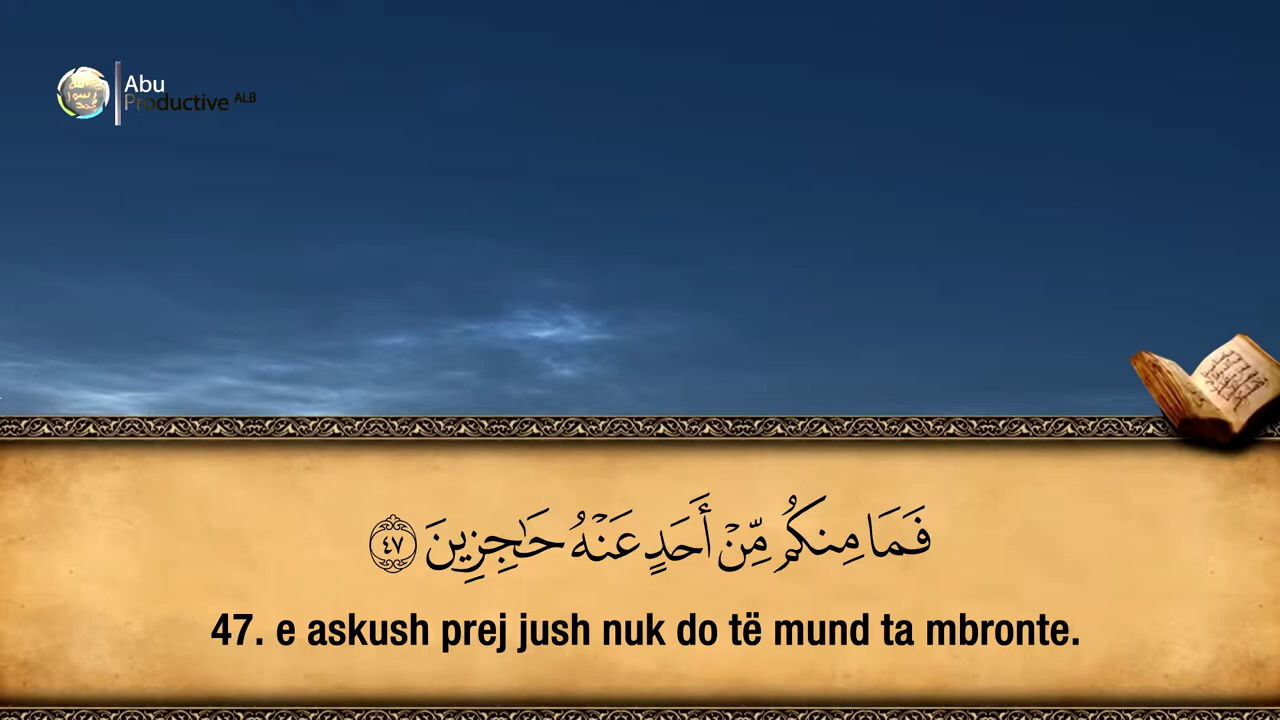 Abu
Productive ALB
فَمَا مِنكُم مِّنْ أَحَدٍ عَنْهُ حَٰجِزِينَ ٤٧
47. e askush prej jush nuk do të mund ta mbronte.